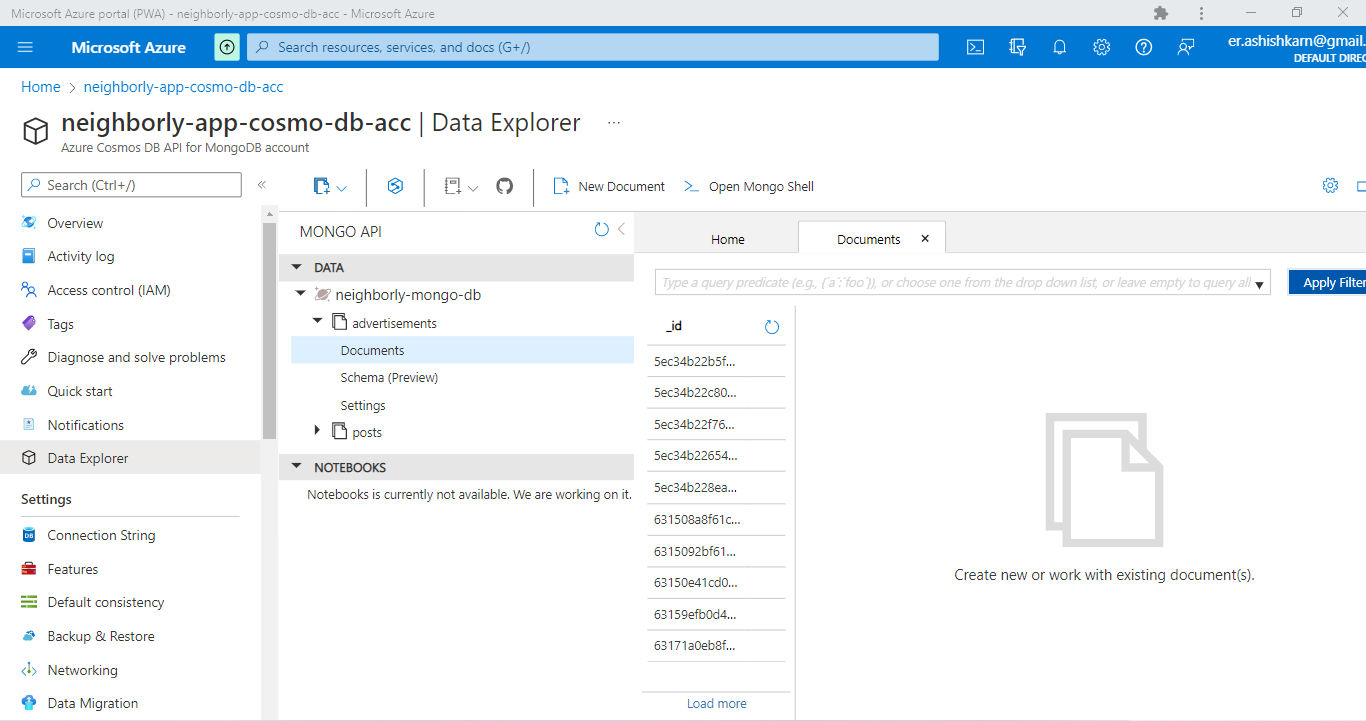 Microsoft Azure portal (PWA) - neighborly-app-cosmo-db-acc - Microsoft Azure
Microsoft Azure
Search resources, services, and docs (G+/)
er.ashishkarn@gmail.
DEFAULT DIREC
Home > neighborly-app-cosmo-db-acc
neighborly-app-cosmo-db-acc | Data Explorer ...
Azure Cosmos DB API for MongoDB account
Search (Ctrl+/)
«
Overview
Activity log
Access control (IAM)
Tags
Diagnose and solve problems
Quick start
Notifications
Data Explorer
Settings
Connection String
Features
Default consistency
Backup & Restore
Networking
Data Migration
New Document
Open Mongo Shell
MONGO API
DATA
neighborly-mongo-db
advertisements
Documents
Schema (Preview)
Settings
posts
NOTEBOOKS
Notebooks is currently not available. We are working on it.
Home
Documents
Type a query predicate (e.g., {´a´:´foo´}), or choose one from the drop down list, or leave empty to query all
Apply Filter
_id
5ec34b22b5f...
5ec34b22c80...
5ec34b22f76...
5ec34b22654...
5ec34b228ea...
631508a8f61c...
6315092bf61...
63150e41cd0...
63159efb0d4...
63171a0eb8f...
Load more
Create new or work with existing document(s).